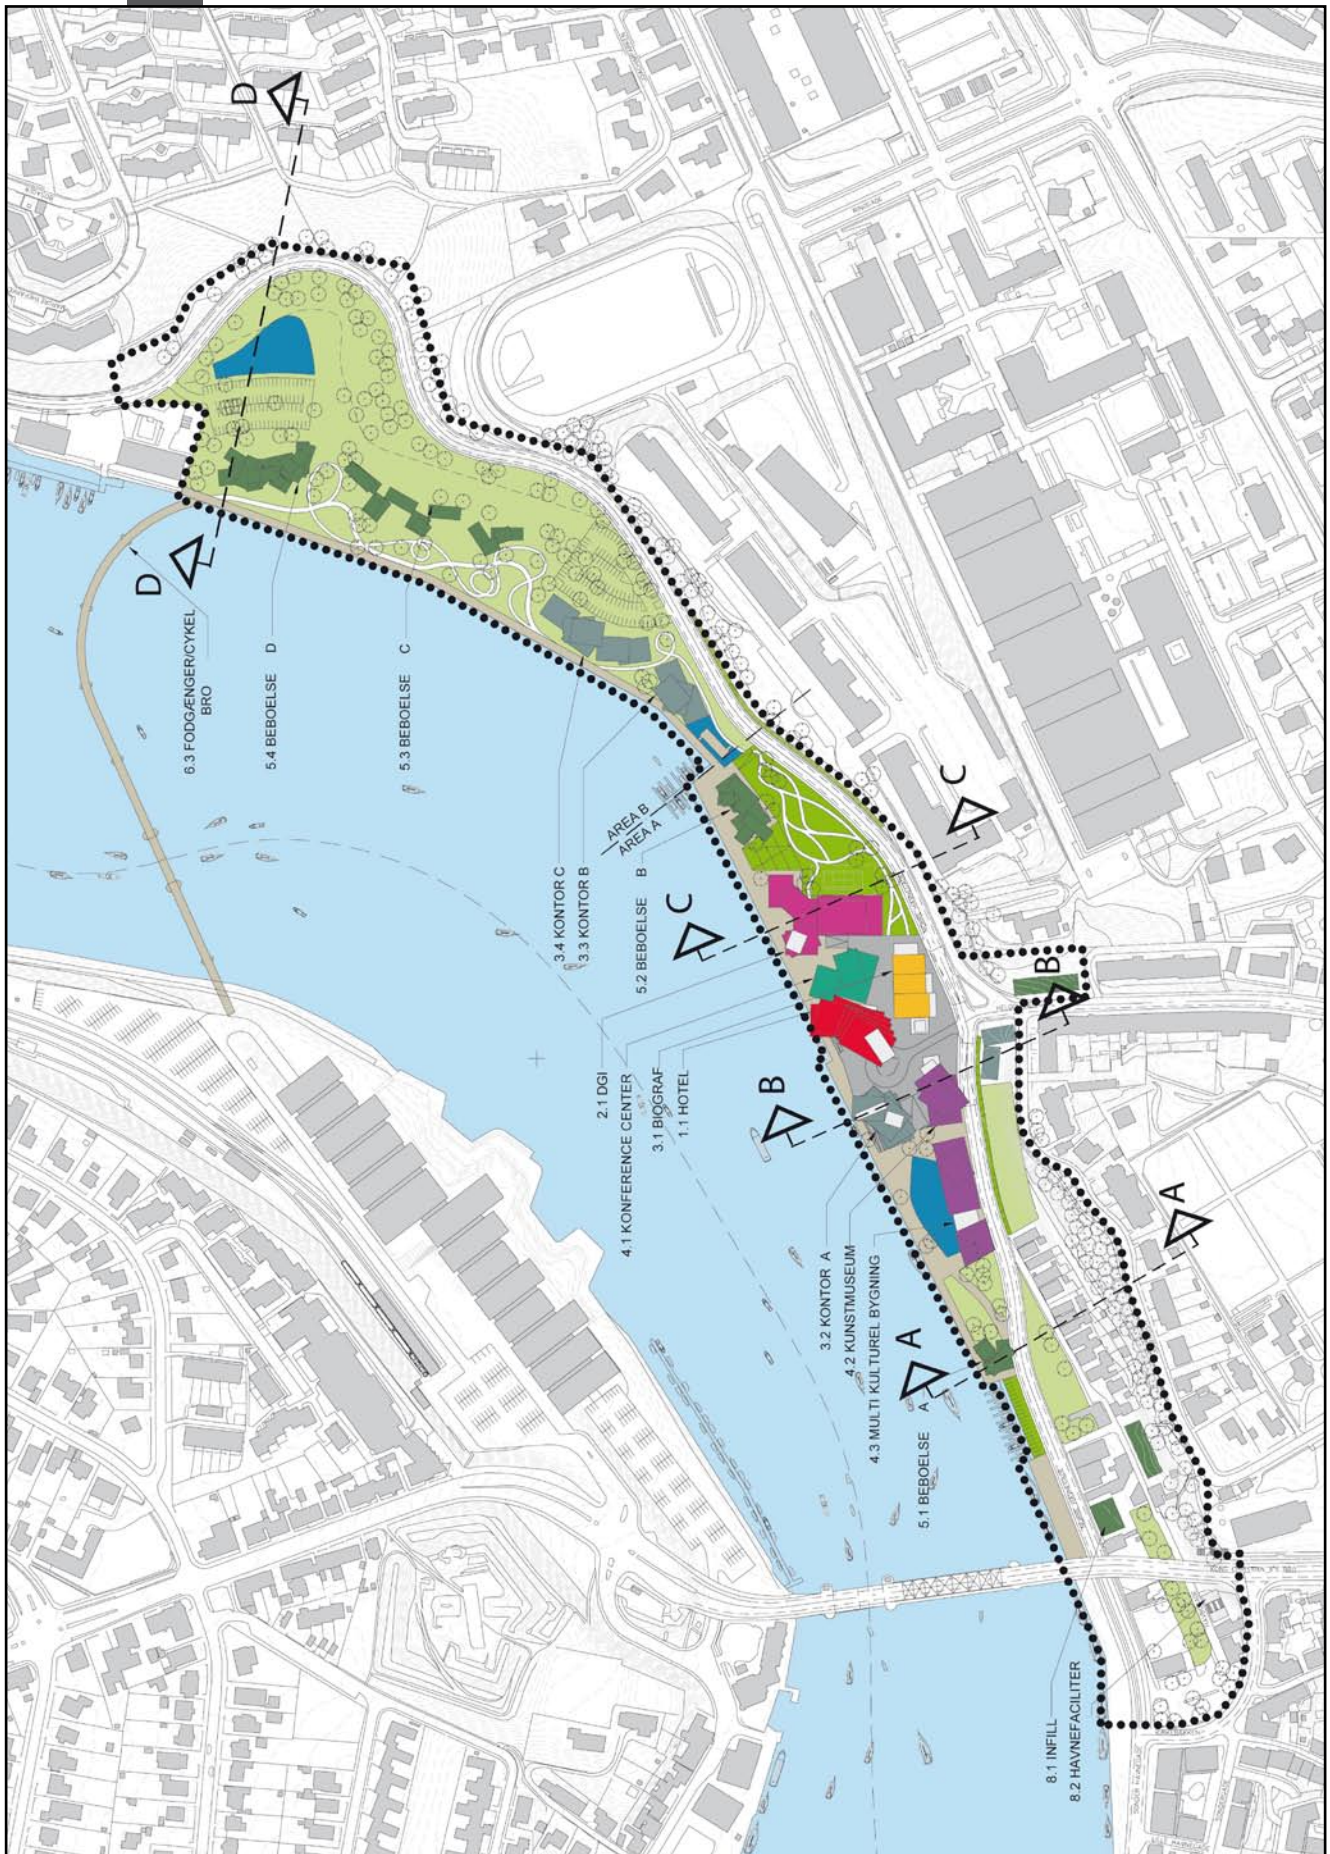 D
D
6.3 FODGÆNGER/CYKEL
BRO
5.4 BEBOELSE D
5.3 BEBOELSE C
3.4 KONTOR C
3.3 KONTOR B
AREA B
AREA A
5.2 BEBOELSE B
C
C
2.1 DGI
4.1 KONFERENCE CENTER
3.1 BIOGRAF
1.1 HOTEL
B
B
3.2 KONTOR A
4.2 KUNSTMUSEUM
4.3 MULTI KULTUREL BYGNING
5.1 BEBOELSE A
A
A
8.1 INFILL
8.2 HAVNEFACILITER